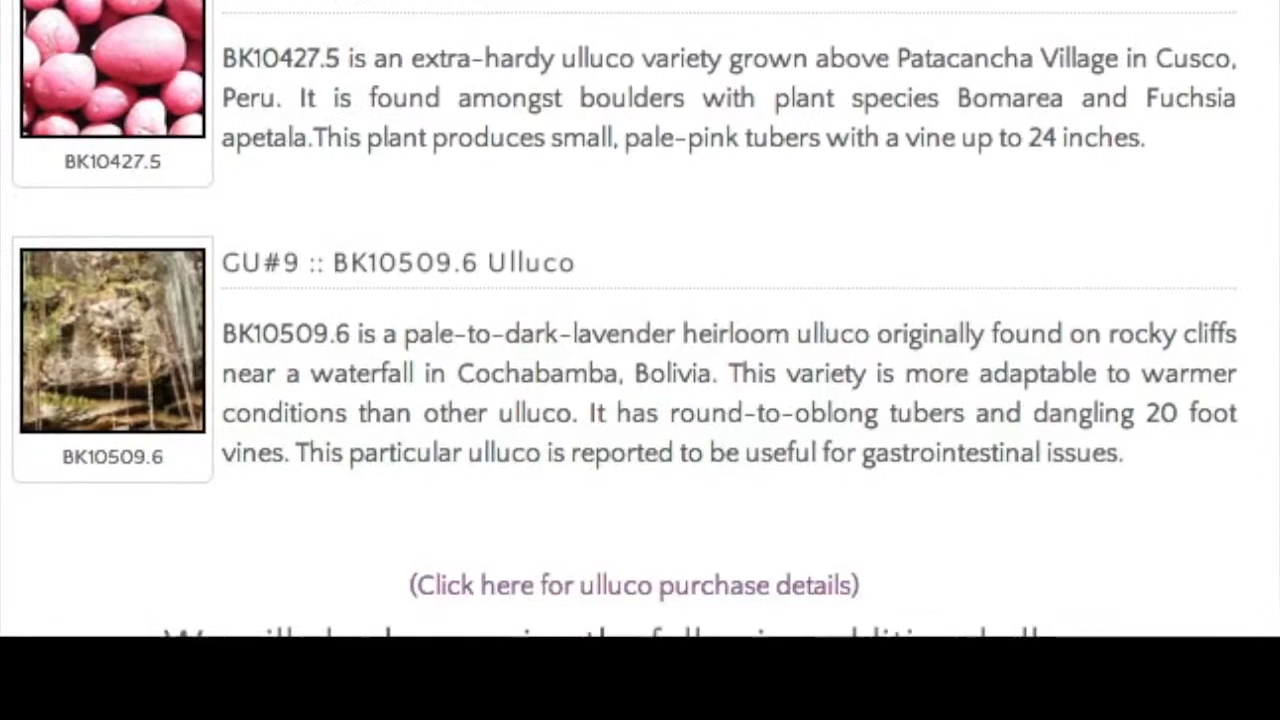 BK10427.5 is an extra-hardy ulluco variety grown above Patacancha Village in Cusco,
Peru. It is found amongst boulders with plant species Bomarea and Fuchsia
apetala.This plant produces small, pale-pink tubers with a vine up to 24 inches.
BK10427.5
GU#9 :: BK10509.6 Ulluco
BK10509.6 is a pale-to-dark-lavender heirloom ulluco originally found on rocky cliffs
near a waterfall in Cochabamba, Bolivia. This variety is more adaptable to warmer
conditions than other ulluco. It has round-to-oblong tubers and dangling 20 foot
vines. This particular ulluco is reported to be useful for gastrointestinal issues.
BK10509.6
(Click here for ulluco purchase details)